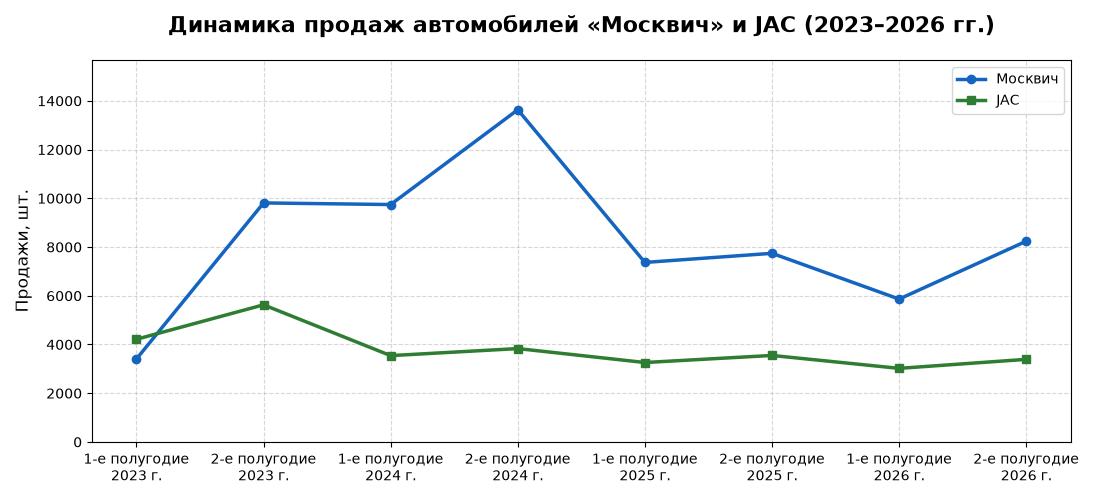 Динамика продаж автомобилей «Москвич» и JAC (2023–2026 гг.)
Москвич
JAC
Продажи, шт.
14000
12000
10000
8000
6000
4000
2000
0
1-е полугодие 2-е полугодие 1-е полугодие 2-е полугодие 1-е полугодие 2-е полугодие 1-е полугодие 2-е полугодие
2023 г. 2023 г. 2024 г. 2024 г. 2025 г. 2025 г. 2026 г. 2026 г.